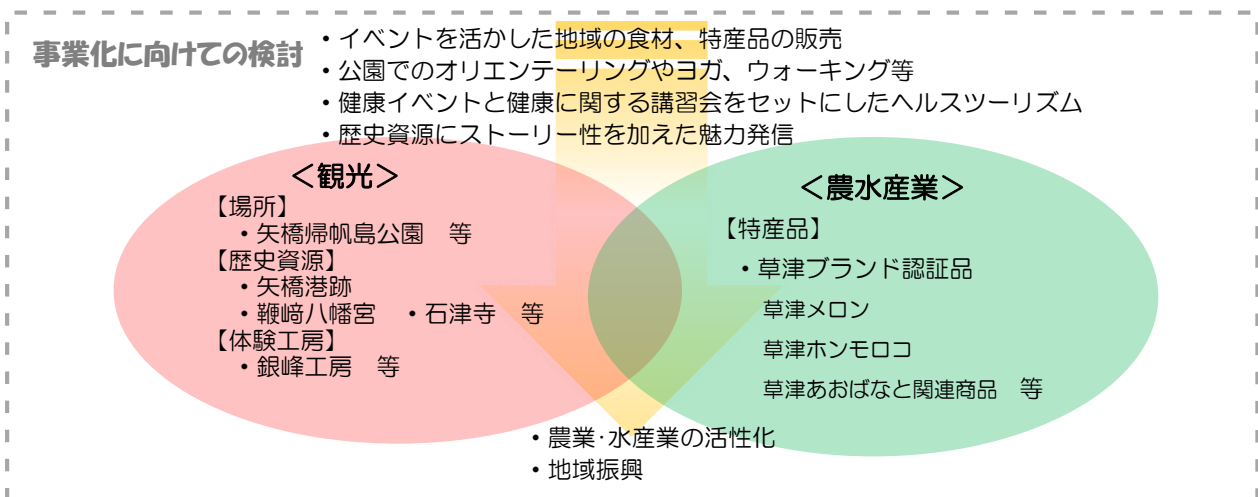 事業化に向けての検討
・イベントを活かした地域の食材、特産品の販売
・公園でのオリエンテーリングやヨガ、ウォーキング等
・健康イベントと健康に関する講習会をセットにしたヘルスツーリズム
・歴史資源にストーリー性を加えた魅力発信
＜観光＞
【場所】
・矢橋帰帆島公園　等
【歴史資源】
・矢橋港跡
・鞭﨑八幡宮　・石津寺　等
【体験工房】
・銀峰工房　等
＜農水産業＞
【特産品】
・草津ブランド認証品
草津メロン
草津ホンモロコ
草津あおばなと関連商品　等
・農業･水産業の活性化
・地域振興